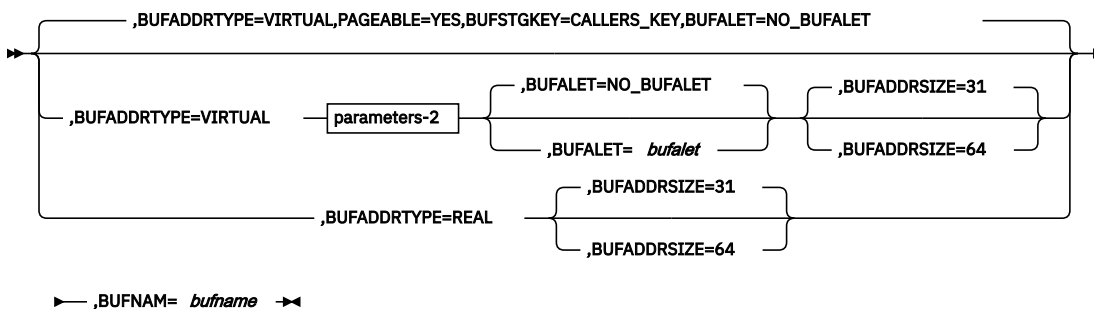 ,BUFADDRTYPE=VIRTUAL,PAGEABLE=YES,BUFSTGKEY=CALLERS_KEY,BUFALET=NO_BUFALET
,BUFADDRTYPE=VIRTUAL parameters-2
,BUFALET=NO_BUFALET
,BUFALET= bufalet
,BUFADDRSIZE=31
,BUFADDRSIZE=64
,BUFADDRTYPE=REAL
,BUFADDRSIZE=31
,BUFADDRSIZE=64
,BUFNAM= bufname